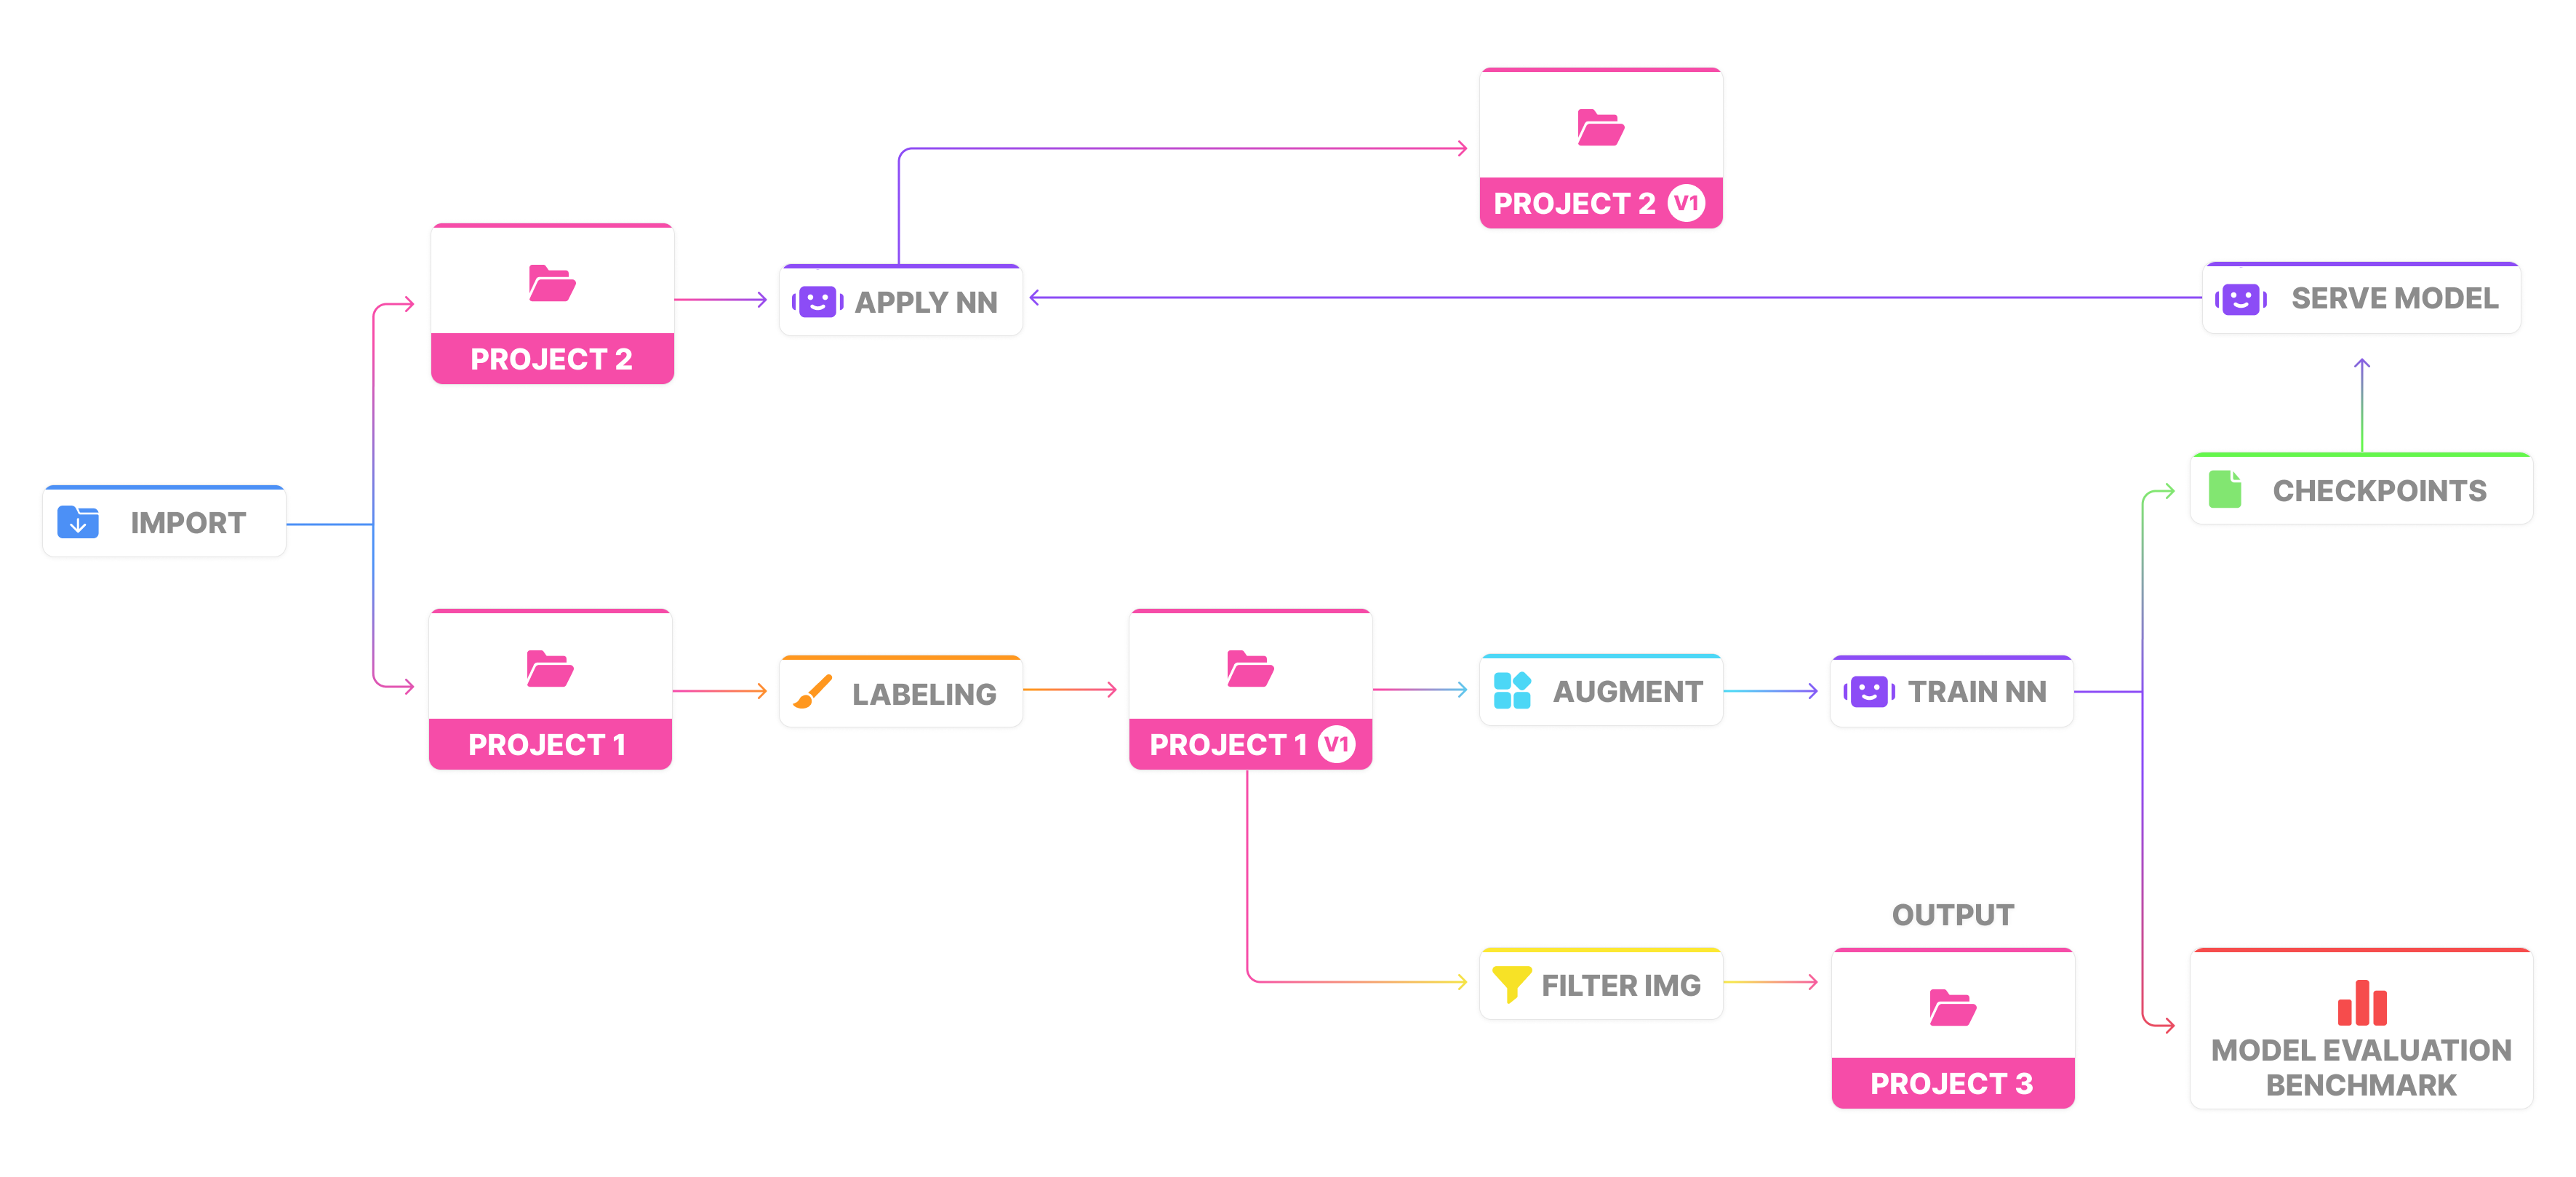 PROJECT 2 V1
PROJECT 2
APPLY NN
SERVE MODEL
IMPORT
CHECKPOINTS
PROJECT 1
LABELING
PROJECT 1 V1
AUGMENT
TRAIN NN
OUTPUT
FILTER IMG
PROJECT 3
MODEL EVALUATION
BENCHMARK